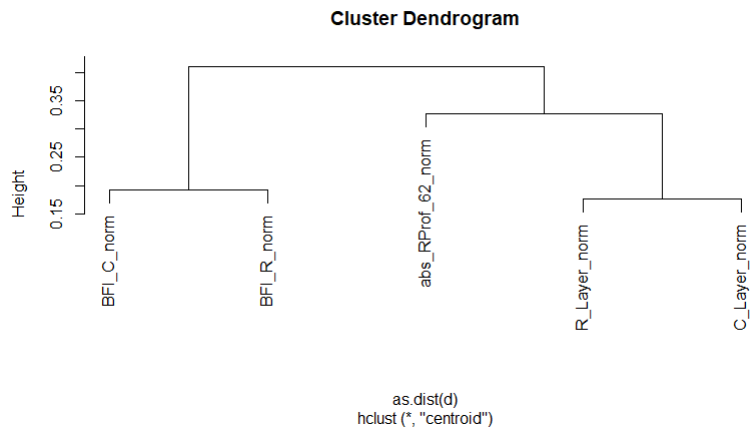 Cluster Dendrogram
Height
0.15
0.25
0.35
BFI_C_norm
BFI_R_norm
abs_RProf_62_norm
R_Layer_norm
C_Layer_norm
as.dist(d)
hclust (*, "centroid")